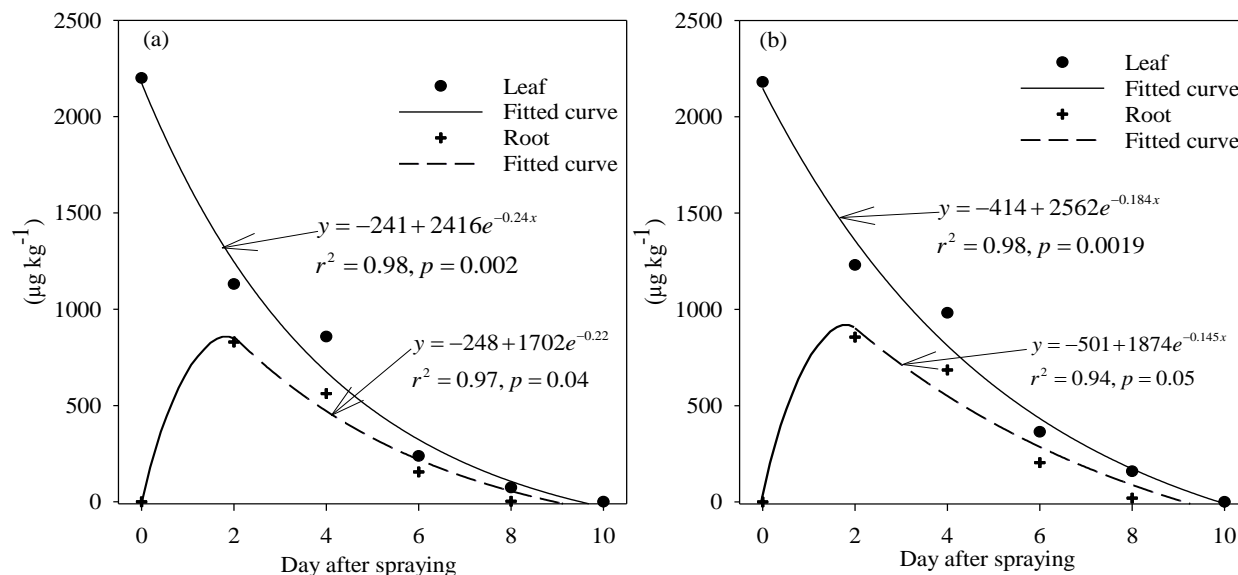 (a)
Leaf
Fitted curve
Root
Fitted curve
y = −241 + 2416e^{−0.24x}
r² = 0.98, p = 0.002
y = −248 + 1702e^{−0.22}
r² = 0.97, p = 0.04
2500
2000
1500
1000
500
0
(µg kg⁻¹)
0 2 4 6 8 10
Day after spraying
(b)
Leaf
Fitted curve
Root
Fitted curve
y = −414 + 2562e^{−0.184x}
r² = 0.98, p = 0.0019
y = −501 + 1874e^{−0.145x}
r² = 0.94, p = 0.05
2500
2000
1500
1000
500
0
(µg kg⁻¹)
0 2 4 6 8 10
Day after spraying